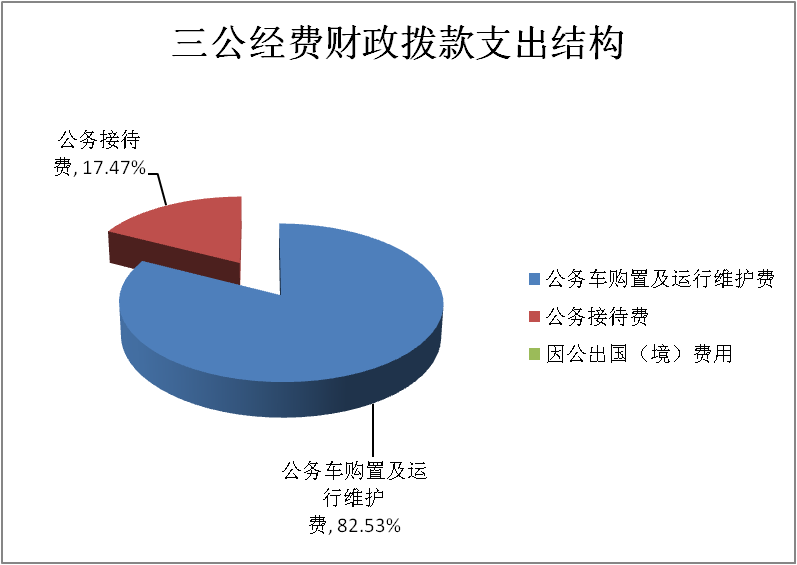 三公经费财政拨款支出结构
公务接待
费, 17.47%
公务车购置及运行维护费
公务接待费
因公出国（境）费用
公务车购置及运
行维护
费, 82.53%